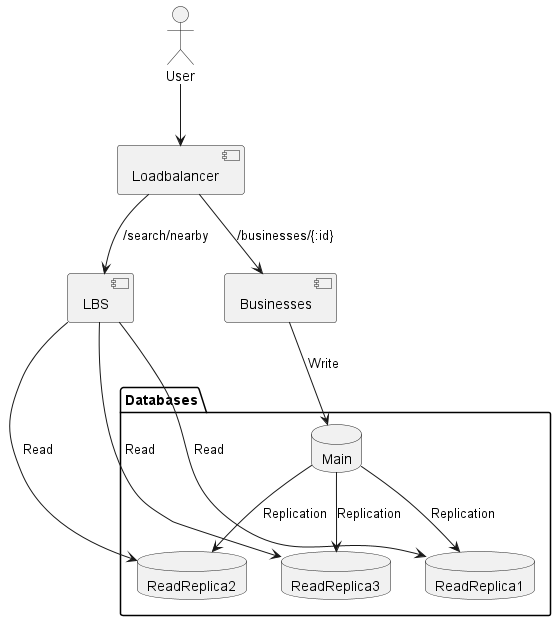 User
Loadbalancer
/search/nearby
/businesses/{:id}
LBS
Businesses
Write
Databases
Read
Read
Read
Main
Replication
Replication
Replication
ReadReplica2
ReadReplica3
ReadReplica1